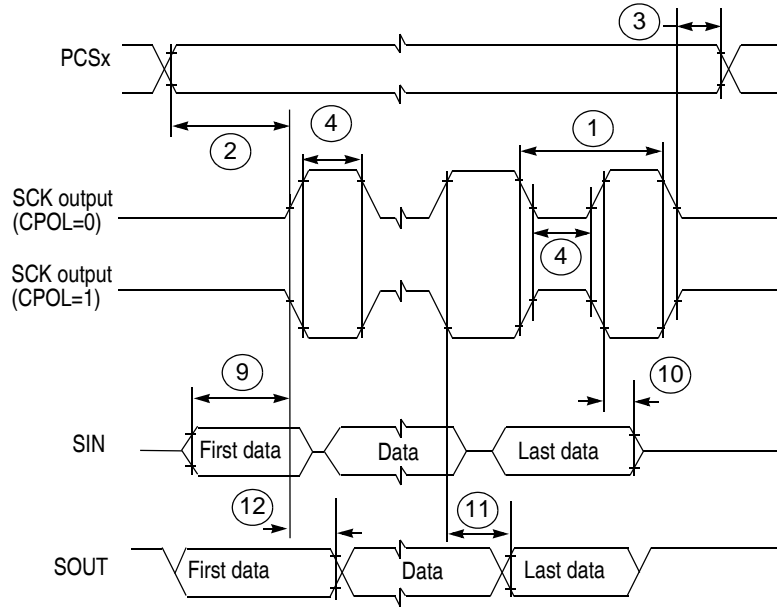 3
PCSx
2
4
1
SCK output
(CPOL=0)
4
SCK output
(CPOL=1)
9
10
SIN
First data
Data
Last data
12
11
SOUT
First data
Data
Last data